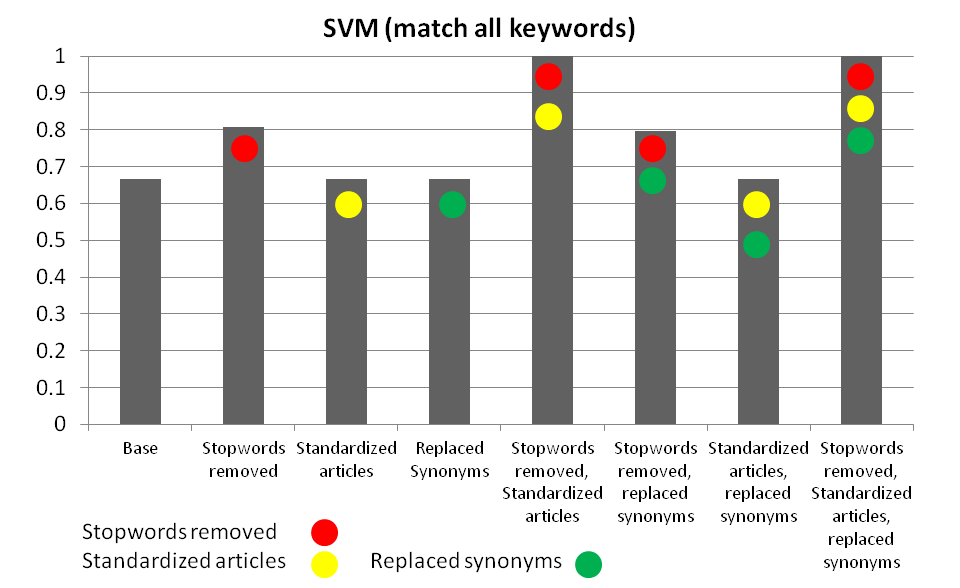 SVM (match all keywords)
1
0.9
0.8
0.7
0.6
0.5
0.4
0.3
0.2
0.1
0
Base
Stopwords
removed
Standardized
articles
Replaced
Synonyms
Stopwords
removed,
Standardized
articles
Stopwords
removed,
replaced
synonyms
Standardized
articles,
replaced
synonyms
Stopwords
removed,
Standardized
articles,
replaced
synonyms
Stopwords removed
Standardized articles
Replaced synonyms